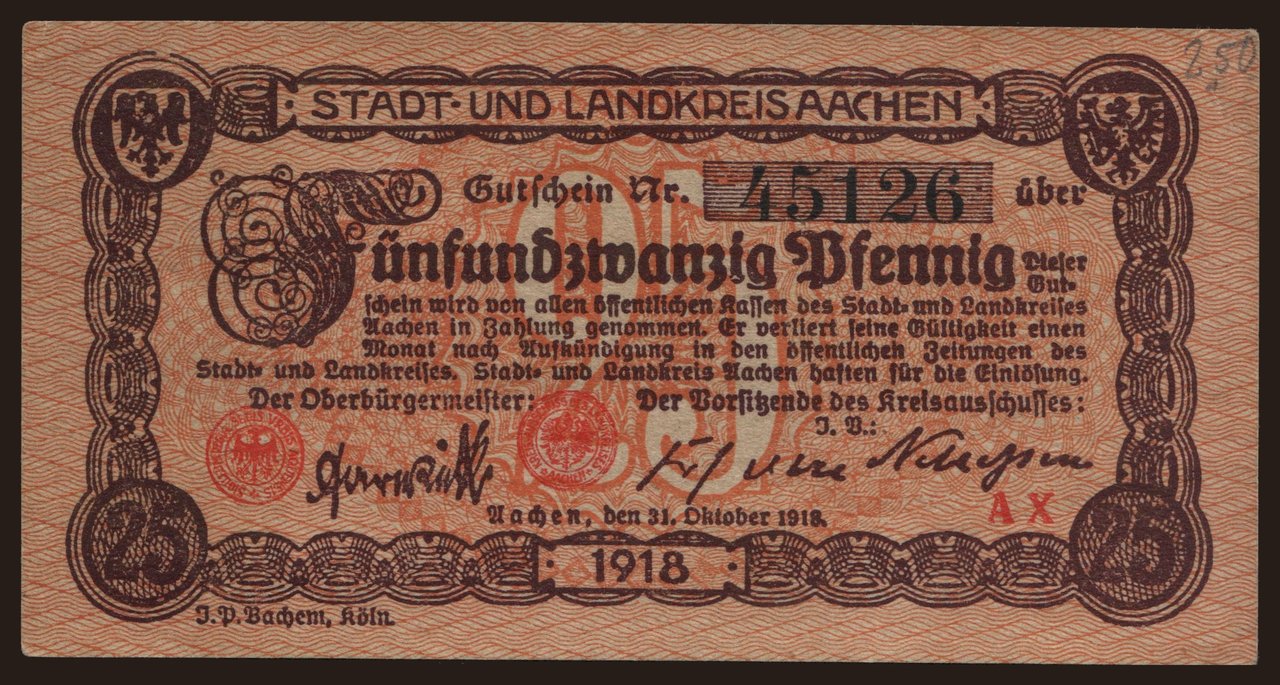 2.50
STADT- UND LANDKREIS AACHEN
Gutschein Nr. 45126 über
Fünfundzwanzig Pfennig Dieser
Gut-
schein wird von allen öffentlichen Kassen des Stadt- und Landkreises
Aachen in Zahlung genommen. Er verliert seine Gültigkeit einen
Monat nach Aufkündigung in den öffentlichen Zeitungen des
Stadt- und Landkreises. Stadt- und Landkreis Aachen haften für die Einlösung.
Der Oberbürgermeister: Der Vorsitzende des Kreisausschusses:
I. V.:
25
AX
Aachen, den 31. Oktober 1918.
25 1918 25
J. P. Bachem, Köln.